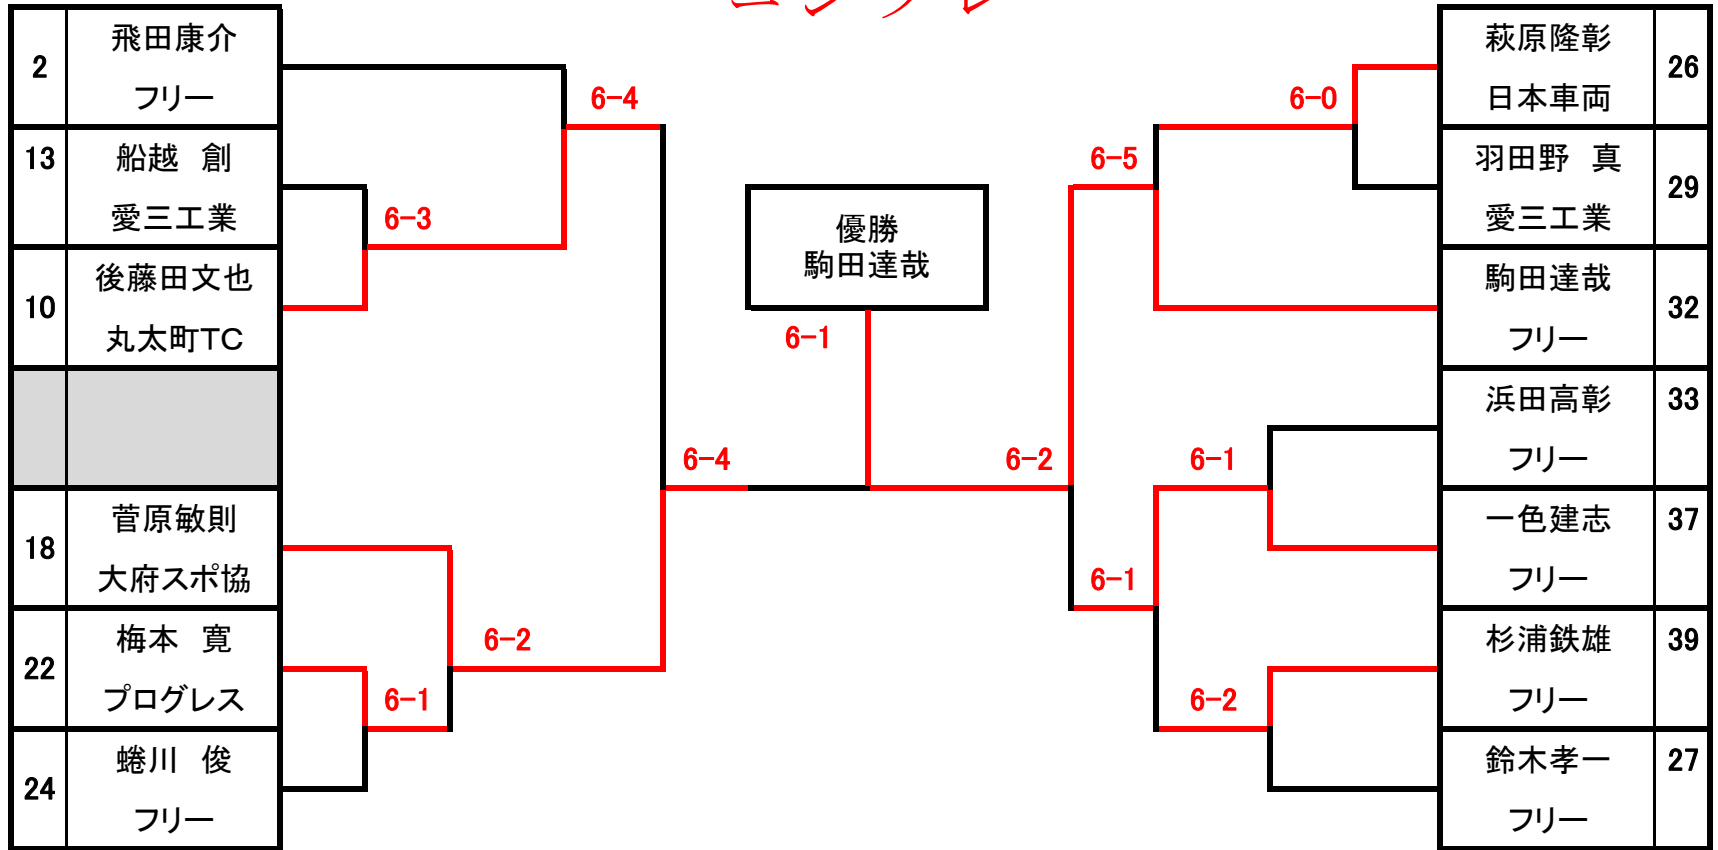 2
飛田康介
フリー
13
船越 創
愛三工業
10
後藤田文也
丸太町TC
18
菅原敏則
大府スポ協
22
梅本 寛
プログレス
24
蜷川 俊
フリー
6-4
6-3
6-4
6-2
6-1
優勝
駒田達哉
6-1
6-0
6-5
6-2
6-1
6-1
6-2
萩原隆彰
日本車両
26
羽田野 真
愛三工業
29
駒田達哉
フリー
32
浜田高彰
フリー
33
一色建志
フリー
37
杉浦鉄雄
フリー
39
鈴木孝一
フリー
27